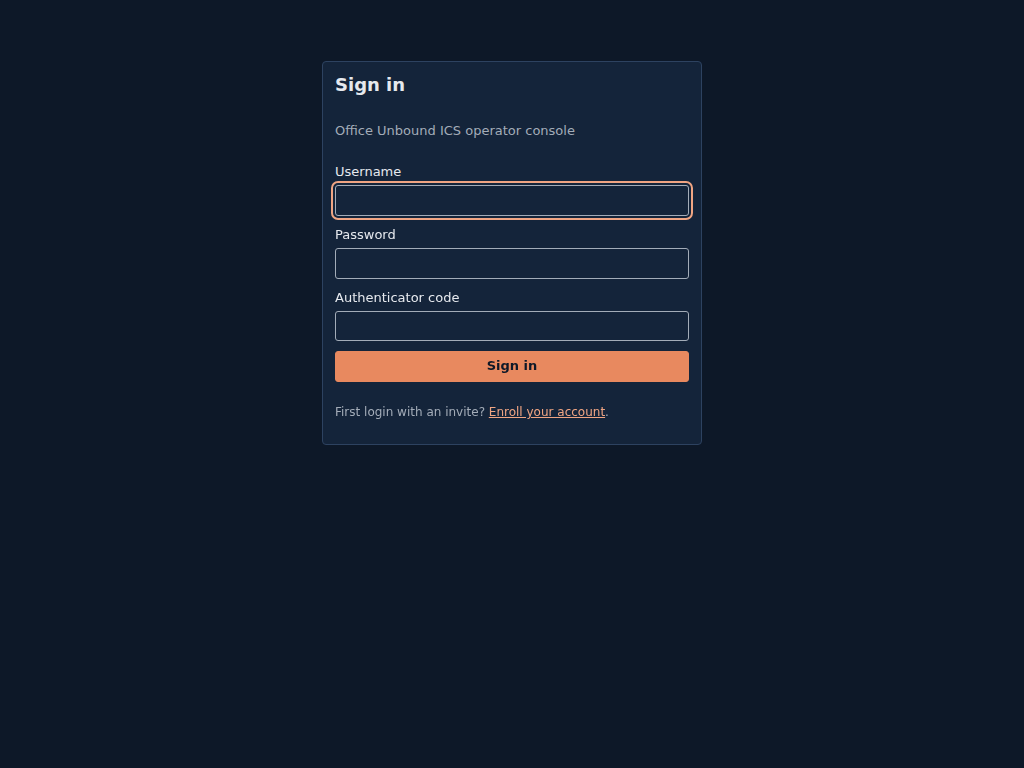 Sign in
Office Unbound ICS operator console
Username
Password
Authenticator code
Sign in
First login with an invite? Enroll your account.